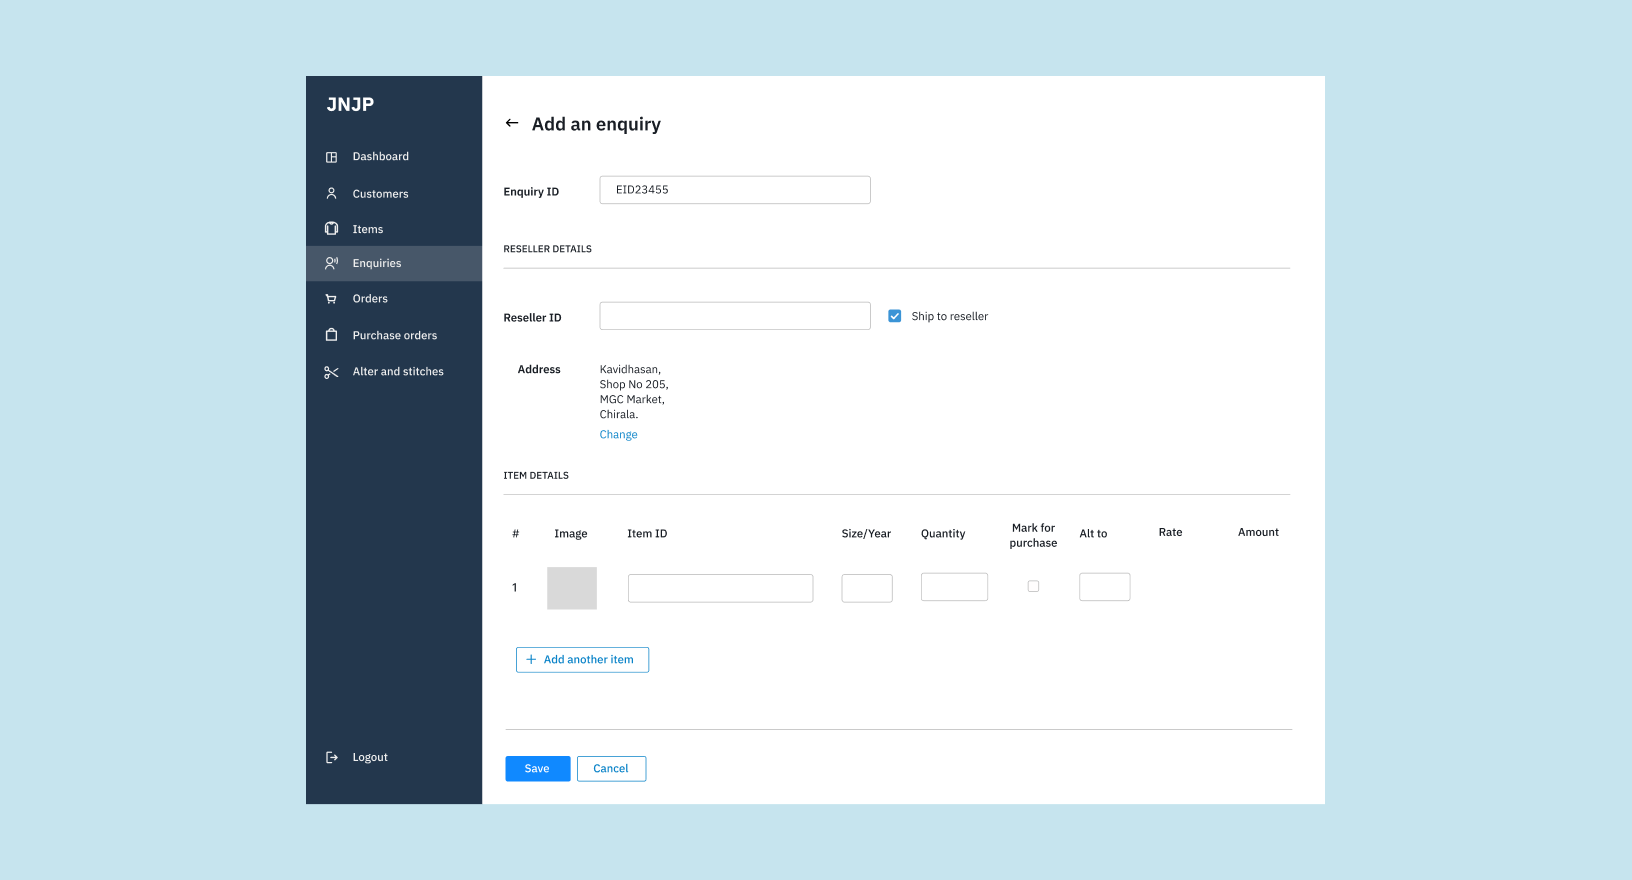 JNJP
Dashboard
Customers
Items
Enquiries
Orders
Purchase orders
Alter and stitches
Logout
Add an enquiry
Enquiry ID
EID23455
RESELLER DETAILS
Reseller ID
Ship to reseller
Address
Kavidhasan,
Shop No 205,
MGC Market,
Chirala.
Change
ITEM DETAILS
# Image Item ID Size/Year Quantity Mark for purchase Alt to Rate Amount
1
Add another item
Save Cancel